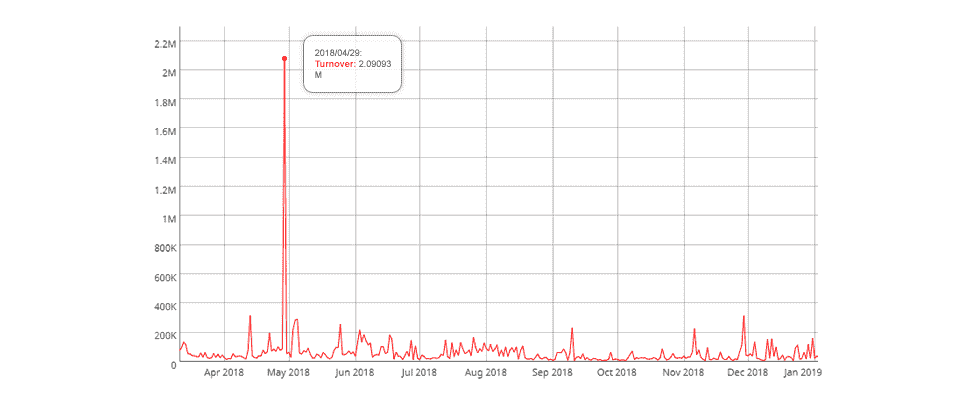 2.2M
2018/04/29:
Turnover: 2.09093
M
2M
1.8M
1.6M
1.4M
1.2M
1M
800K
600K
400K
200K
0
Apr 2018 May 2018 Jun 2018 Jul 2018 Aug 2018 Sep 2018 Oct 2018 Nov 2018 Dec 2018 Jan 2019